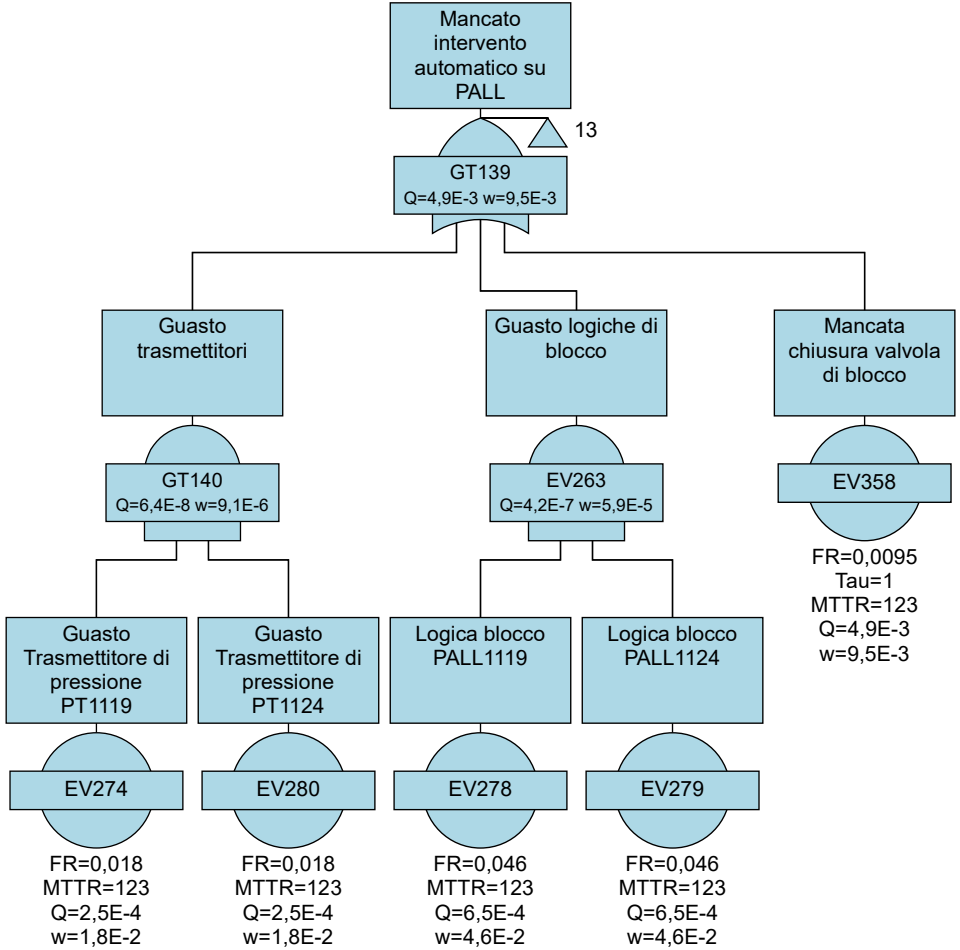 Mancato
intervento
automatico su
PALL
13
GT139
Q=4,9E-3 w=9,5E-3
Guasto
trasmettitori
Guasto logiche di
blocco
Mancata
chiusura valvola
di blocco
GT140
Q=6,4E-8 w=9,1E-6
EV263
Q=4,2E-7 w=5,9E-5
EV358
FR=0,0095
Tau=1
MTTR=123
Q=4,9E-3
w=9,5E-3
Guasto
Trasmettitore di
pressione
PT1119
Guasto
Trasmettitore di
pressione
PT1124
Logica blocco
PALL1119
Logica blocco
PALL1124
EV274
FR=0,018
MTTR=123
Q=2,5E-4
w=1,8E-2
EV280
FR=0,018
MTTR=123
Q=2,5E-4
w=1,8E-2
EV278
FR=0,046
MTTR=123
Q=6,5E-4
w=4,6E-2
EV279
FR=0,046
MTTR=123
Q=6,5E-4
w=4,6E-2